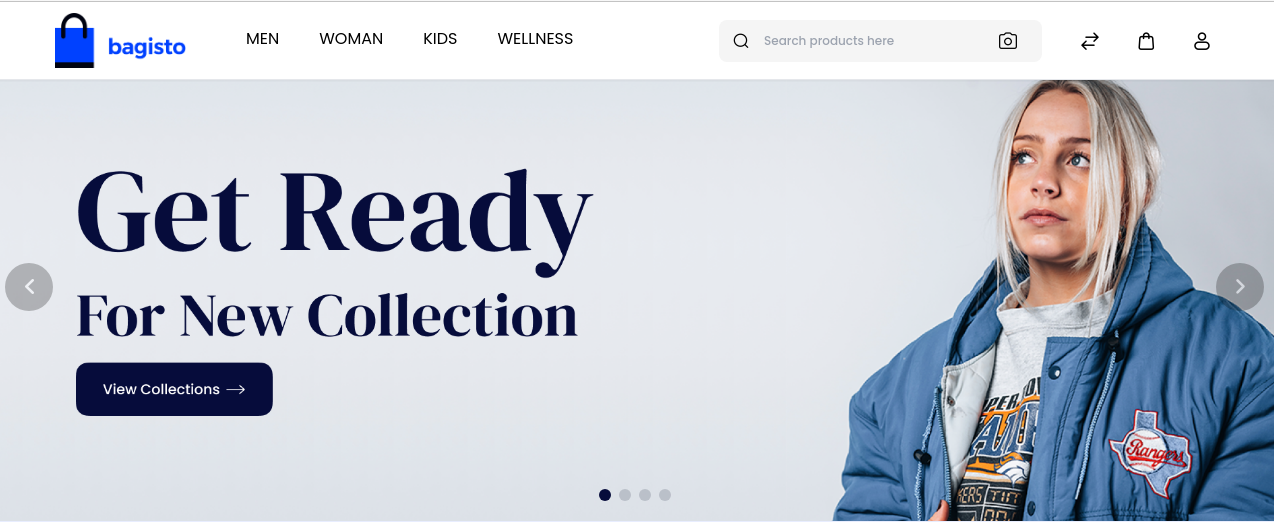 bagisto
MEN
WOMAN
KIDS
WELLNESS
Search products here
Get Ready
For New Collection
View Collections
Rangers